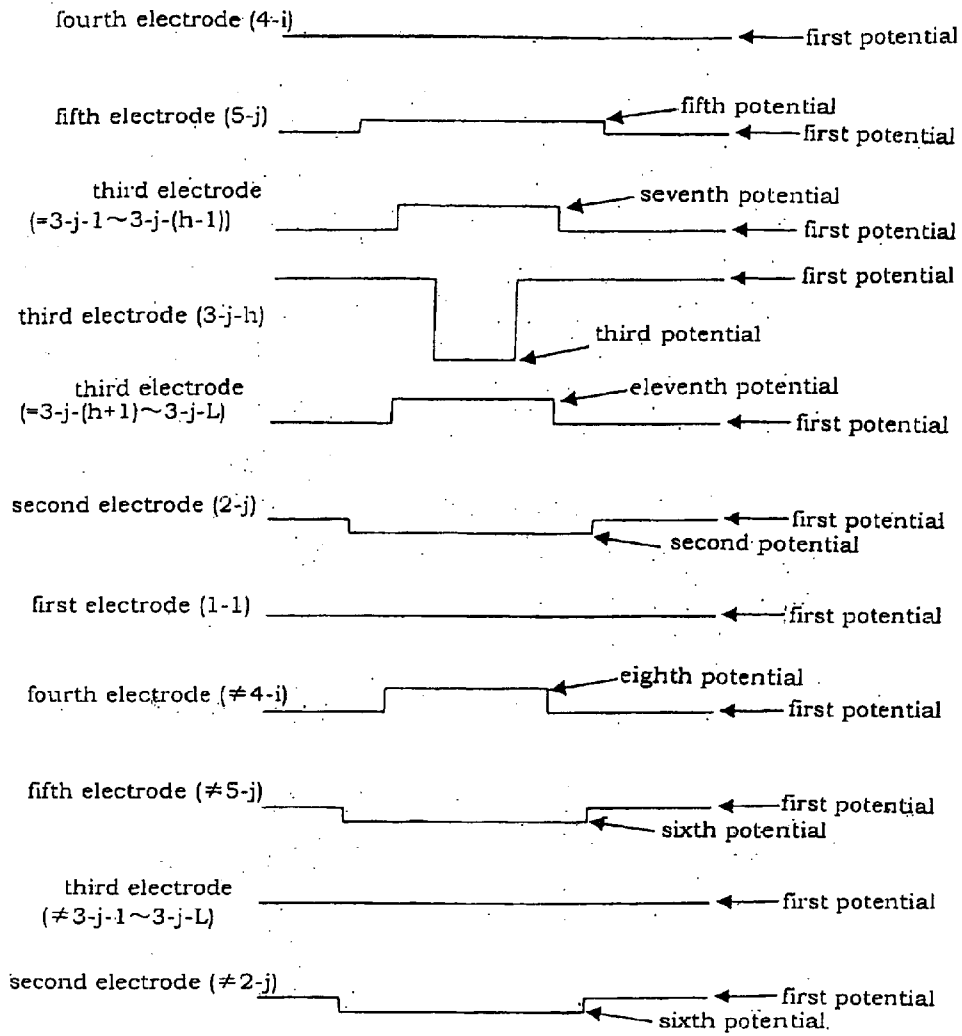 fourth electrode (4-i)
first potential
fifth electrode (5-j)
fifth potential
first potential
third electrode
(=3-j-1~3-j-(h-1))
seventh potential
first potential
first potential
third electrode (3-j-h)
third potential
third electrode
(=3-j-(h+1)~3-j-L)
eleventh potential
first potential
second electrode (2-j)
first potential
second potential
first electrode (1-1)
first potential
fourth electrode (≠4-i)
eighth potential
first potential
fifth electrode (≠5-j)
first potential
sixth potential
third electrode
(≠3-j-1~3-j-L)
first potential
second electrode (≠2-j)
first potential
sixth potential